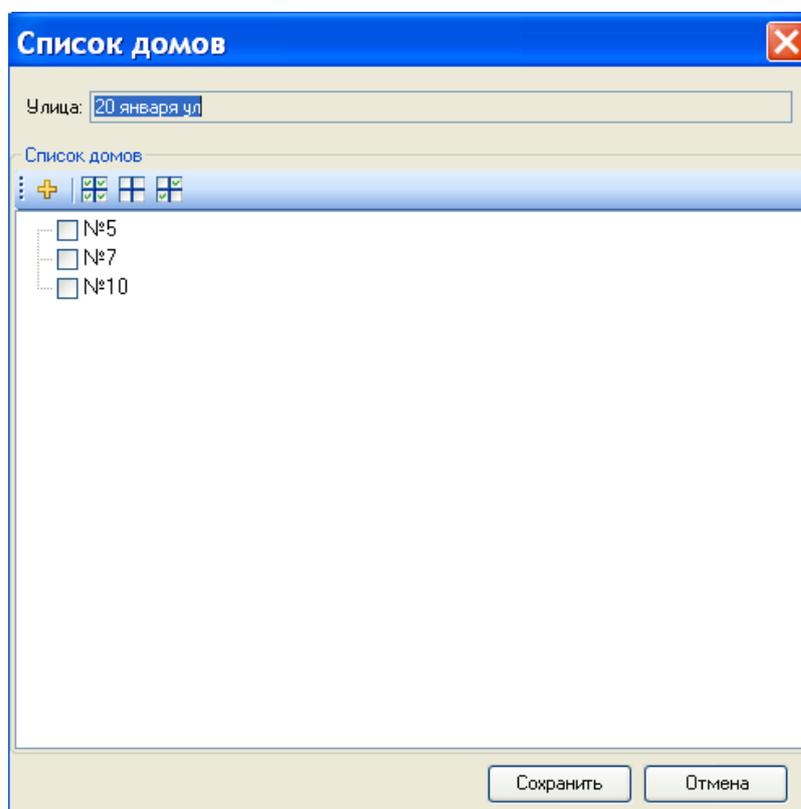 Список домов
Улица: 20 января ул
Список домов
№5
№7
№10
Сохранить Отмена